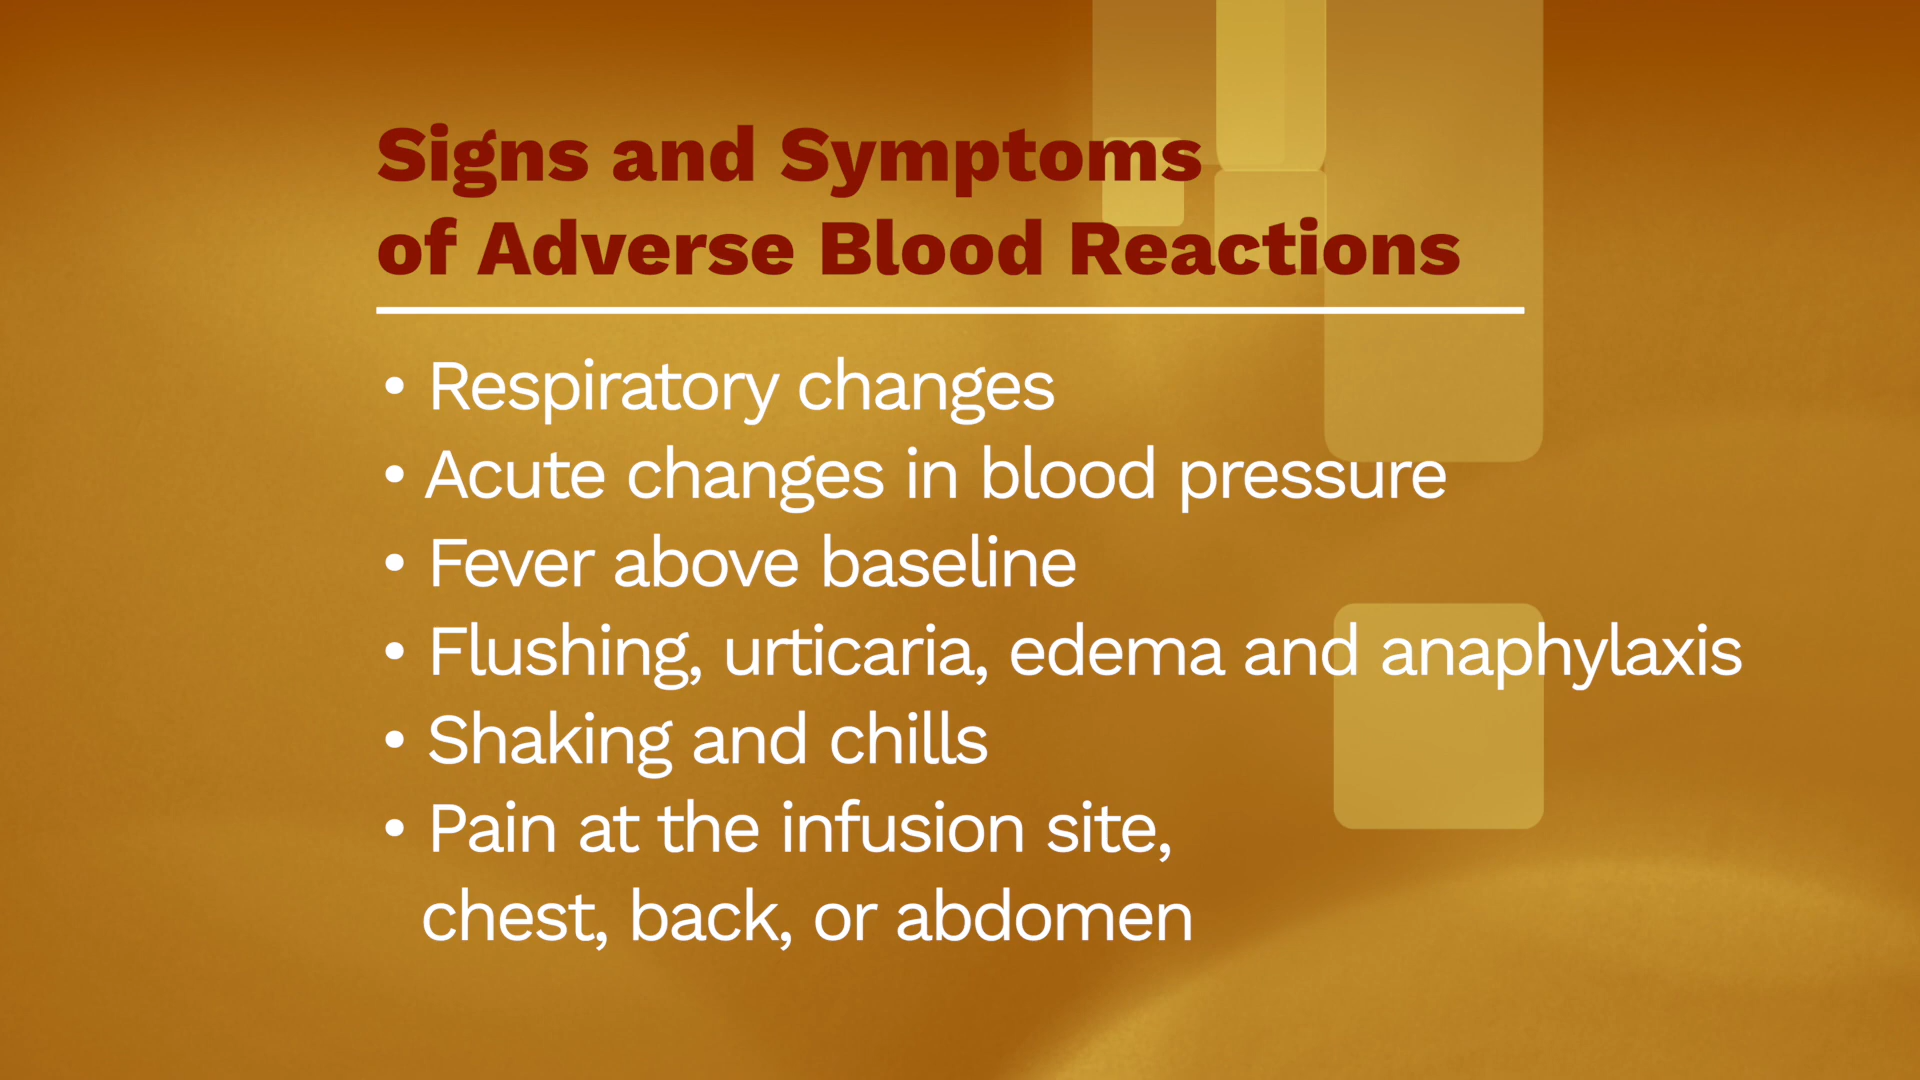 Signs and Symptoms
of Adverse Blood Reactions
• Respiratory changes
• Acute changes in blood pressure
• Fever above baseline
• Flushing, urticaria, edema and anaphylaxis
• Shaking and chills
• Pain at the infusion site,
chest, back, or abdomen